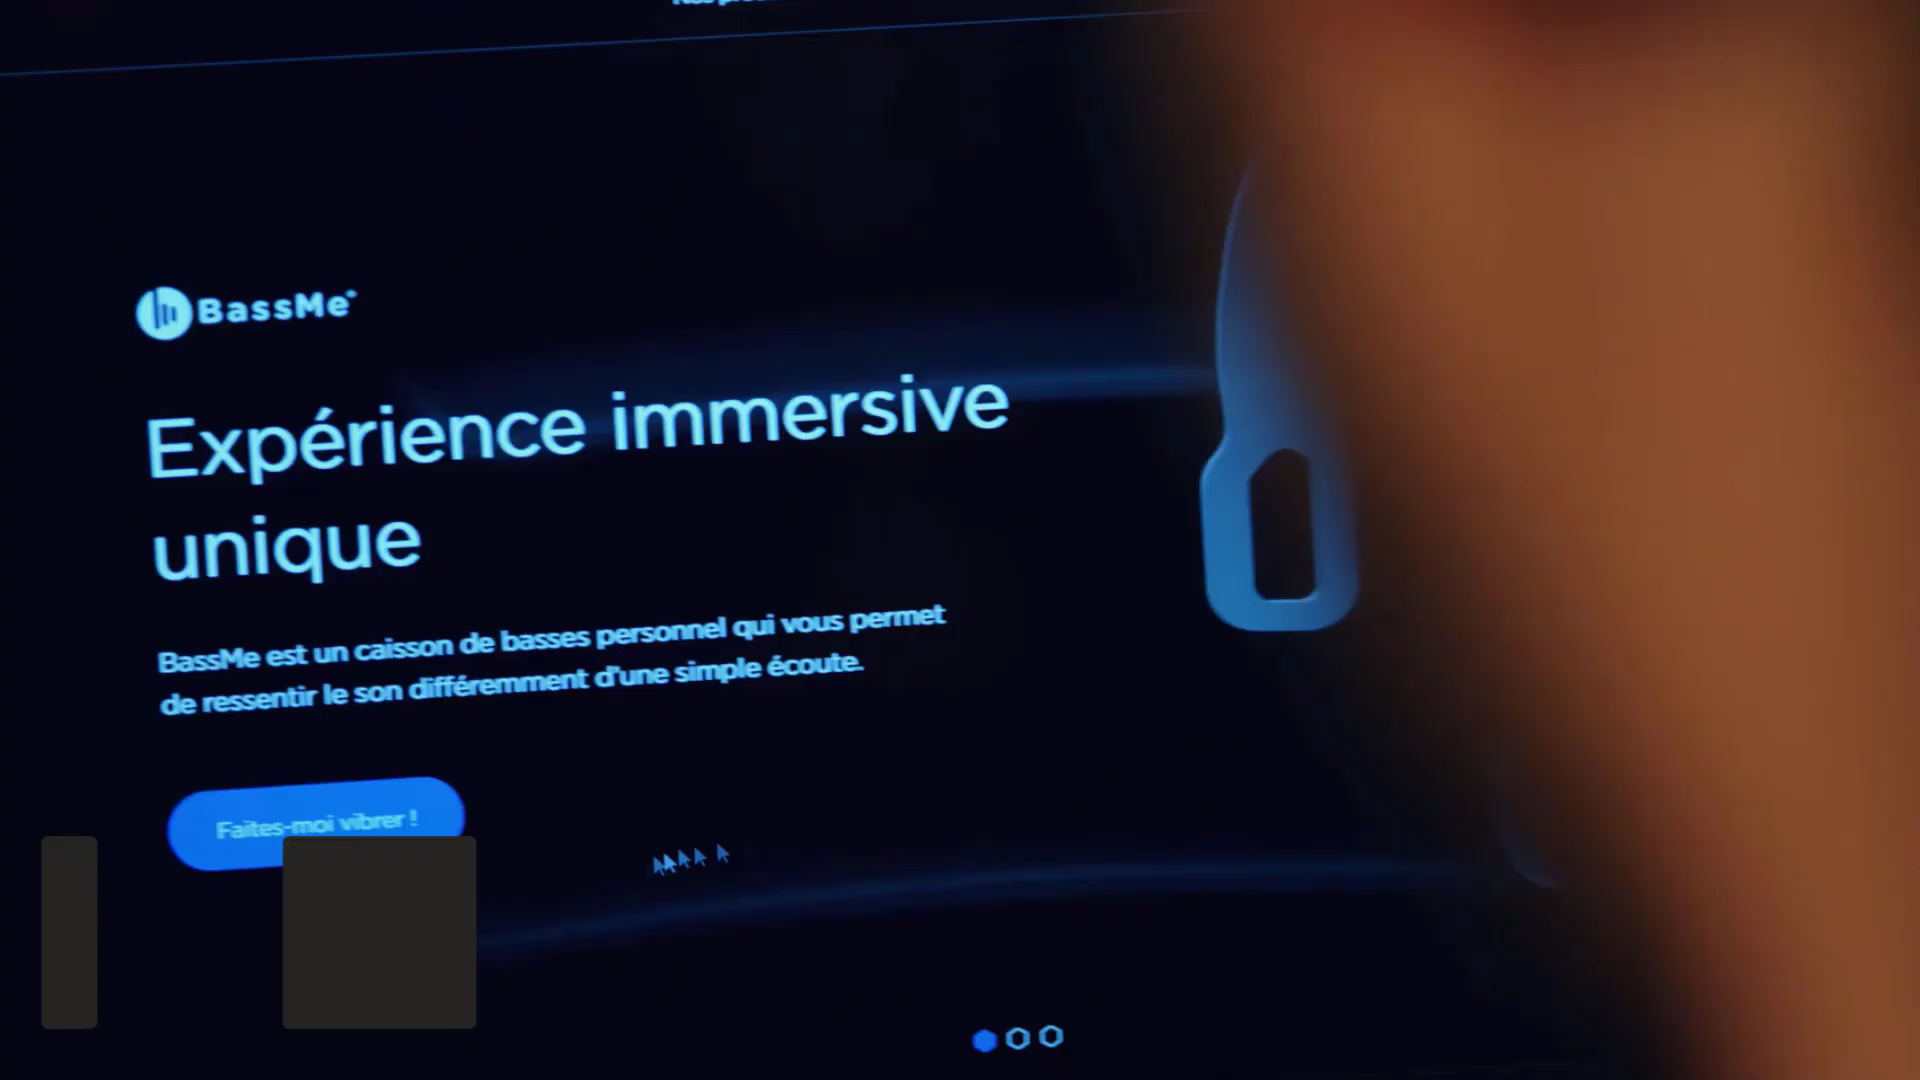 BassMe
Expérience immersive
unique
BassMe est un caisson de basses personnel qui vous permet
de ressentir le son différemment d'une simple écoute.
Faites-moi vibrer !